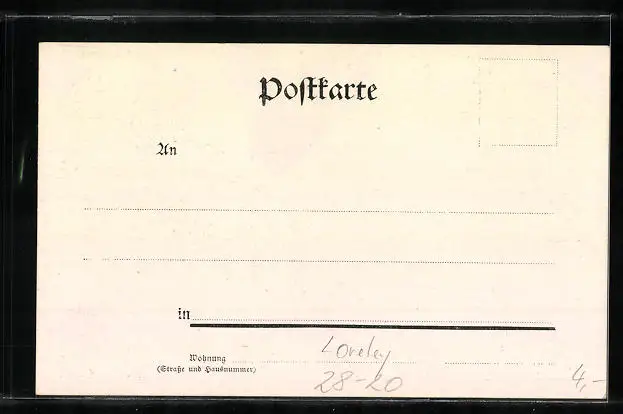 Postkarte
An
in
Wohnung
(Straße und Hausnummer)
Loreley
28-20
4,-